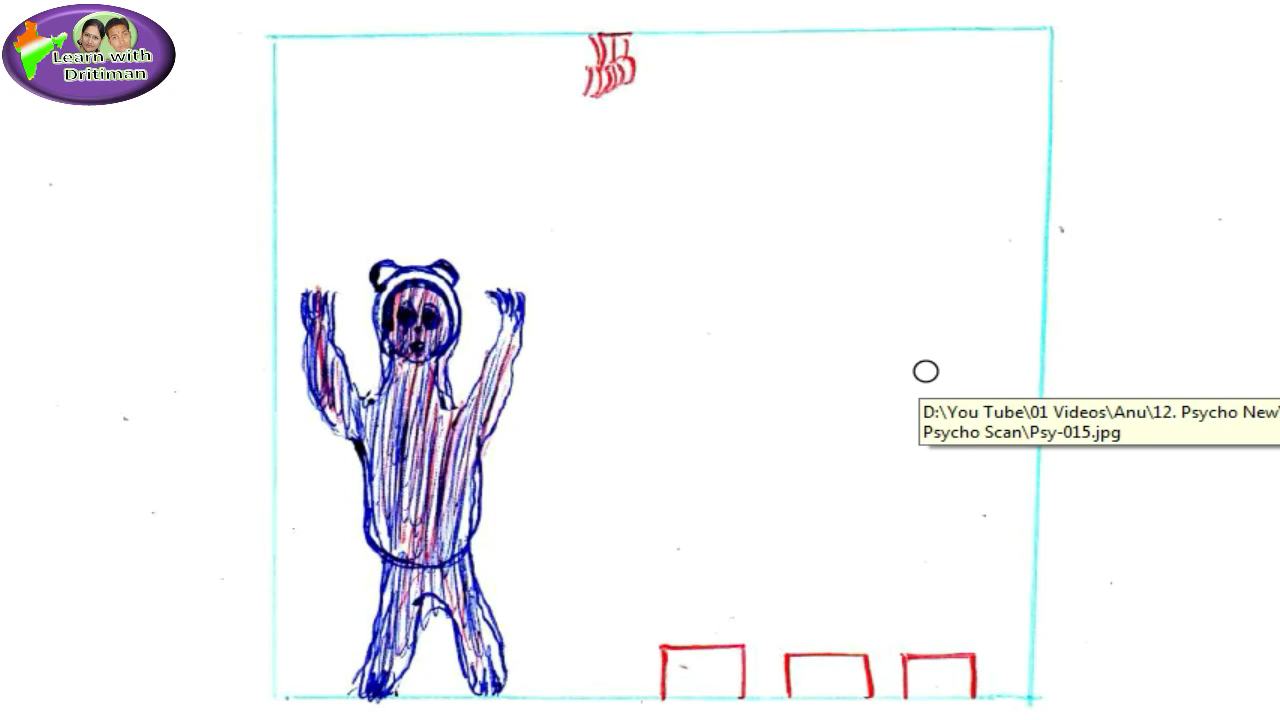 Learn with
Dritiman
D:\You Tube\01 Videos\Anu\12. Psycho New\
Psycho Scan\Psy-015.jpg